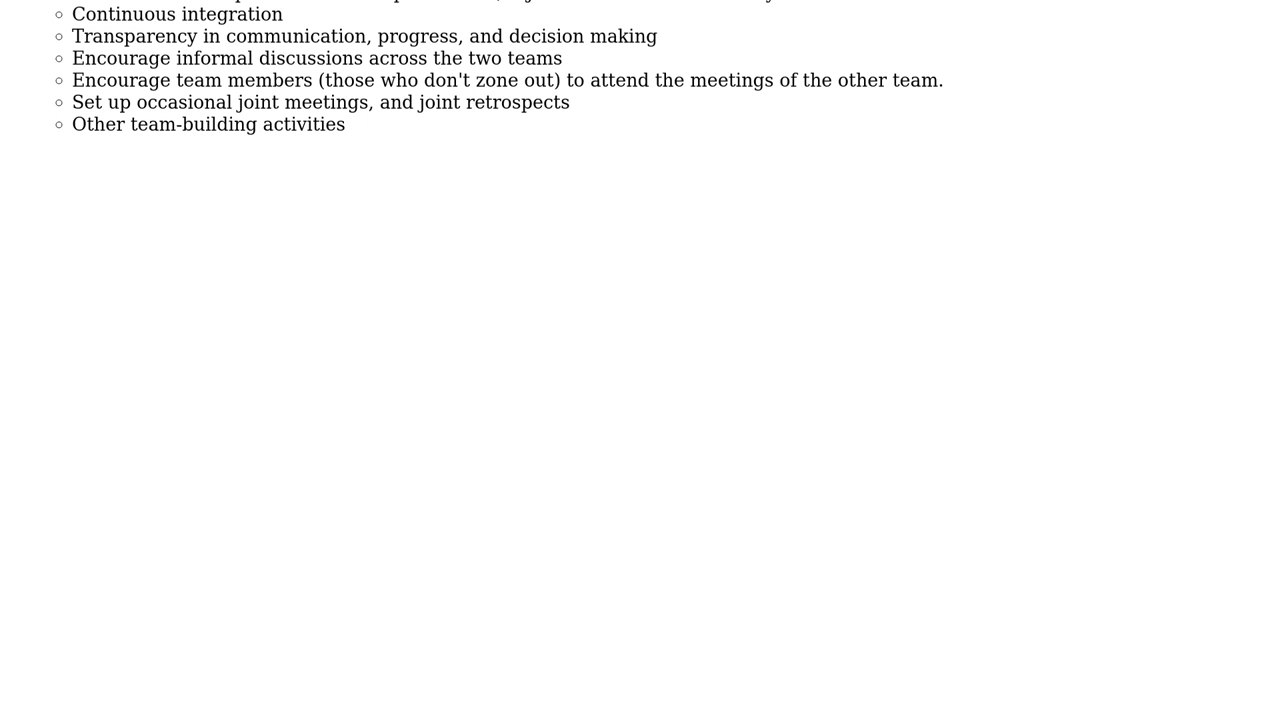 Continuous integration
Transparency in communication, progress, and decision making
Encourage informal discussions across the two teams
Encourage team members (those who don't zone out) to attend the meetings of the other team.
Set up occasional joint meetings, and joint retrospects
Other team-building activities